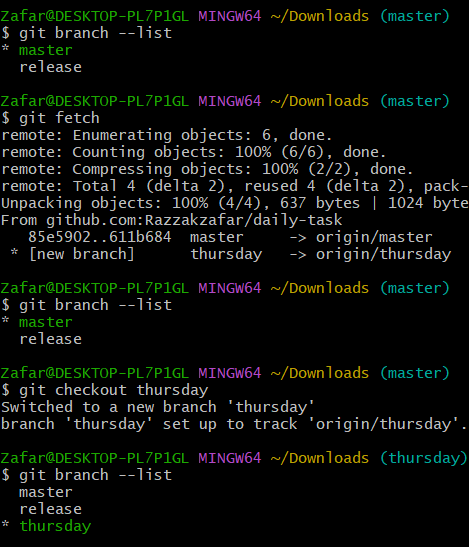 Zafar@DESKTOP-PL7P1GL MINGW64 ~/Downloads (master)
$ git branch --list
* master
  release
Zafar@DESKTOP-PL7P1GL MINGW64 ~/Downloads (master)
$ git fetch
remote: Enumerating objects: 6, done.
remote: Counting objects: 100% (6/6), done.
remote: Compressing objects: 100% (2/2), done.
remote: Total 4 (delta 2), reused 4 (delta 2), pack-
Unpacking objects: 100% (4/4), 637 bytes | 1024 byte
From github.com:Razzakzafar/daily-task
   85e5902..611b684  master     -> origin/master
 * [new branch]      thursday   -> origin/thursday
Zafar@DESKTOP-PL7P1GL MINGW64 ~/Downloads (master)
$ git branch --list
* master
  release
Zafar@DESKTOP-PL7P1GL MINGW64 ~/Downloads (master)
$ git checkout thursday
Switched to a new branch 'thursday'
branch 'thursday' set up to track 'origin/thursday'.
Zafar@DESKTOP-PL7P1GL MINGW64 ~/Downloads (thursday)
$ git branch --list
  master
  release
* thursday